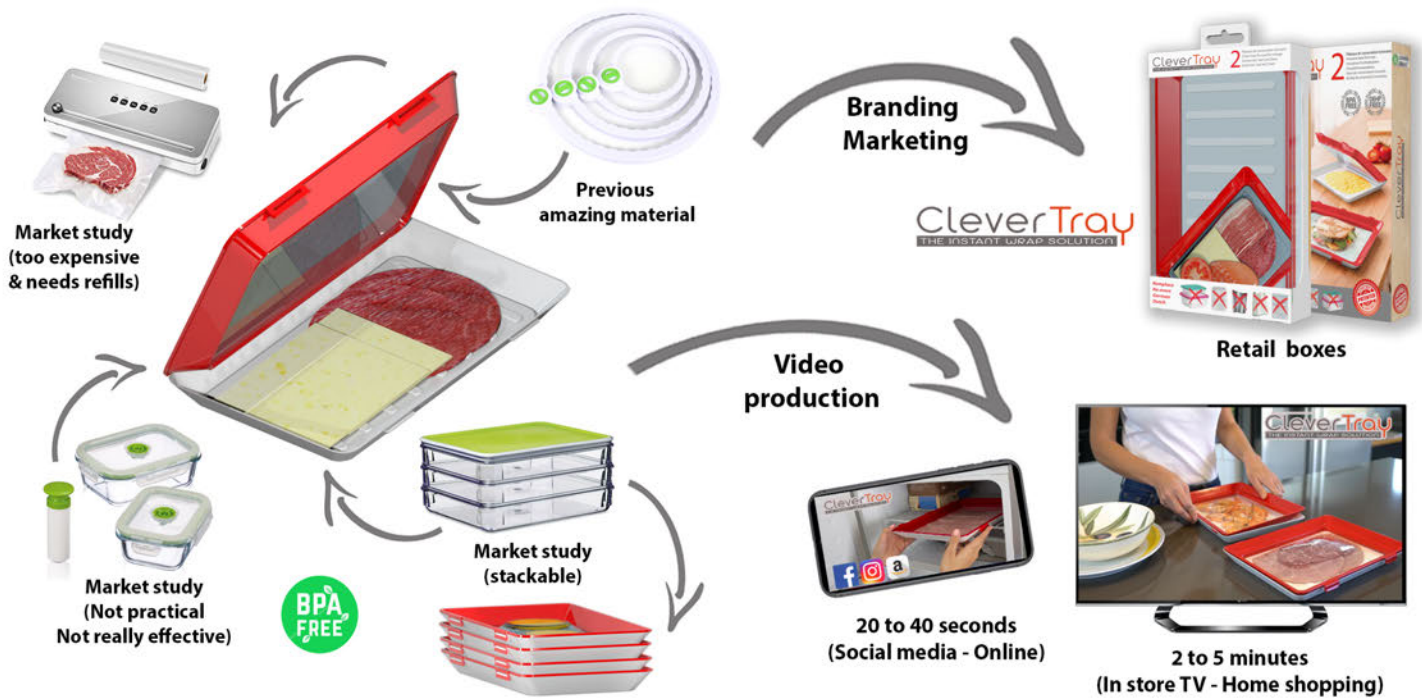 Market study
(too expensive
& needs refills)
Previous
amazing material
Branding
Marketing
CleverTray
THE INSTANT WRAP SOLUTION
CleverTray 2
2
Retail boxes
Video
production
Market study
(Not practical
Not really effective)
BPA
FREE
Market study
(stackable)
CleverTray
20 to 40 seconds
(Social media - Online)
CleverTray
THE INSTANT WRAP SOLUTION
2 to 5 minutes
(In store TV - Home shopping)